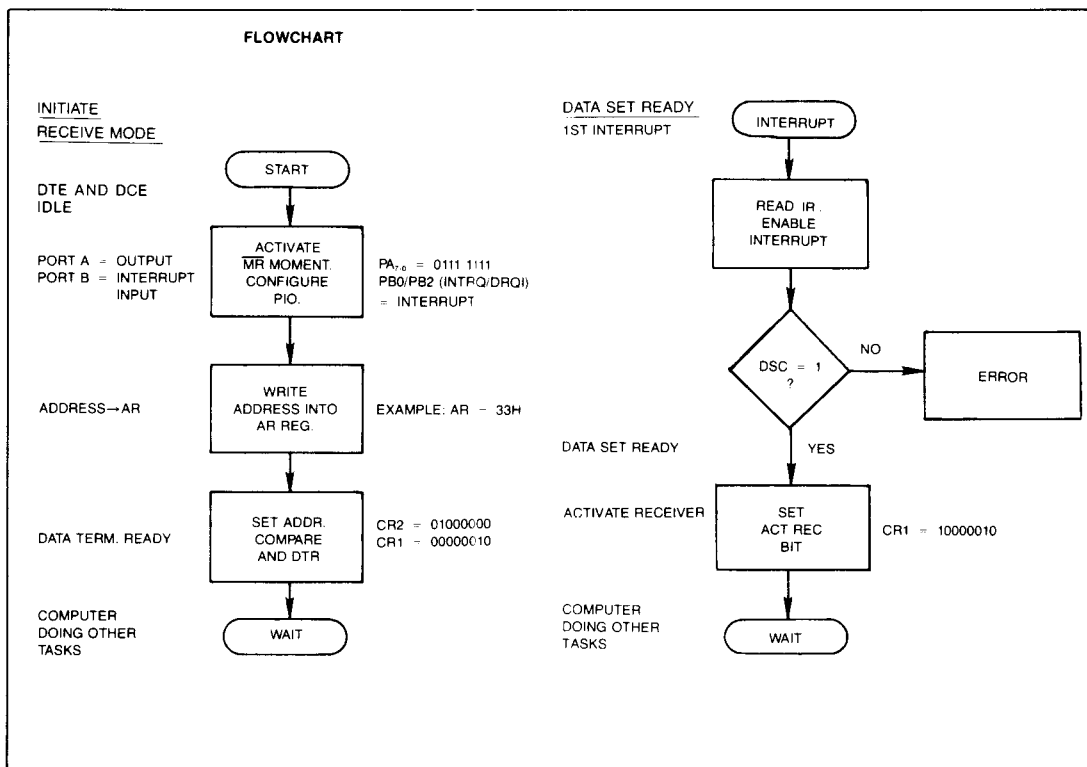 FLOWCHART
INITIATE
RECEIVE MODE
START
DTE AND DCE
IDLE
PORT A = OUTPUT
PORT B = INTERRUPT
INPUT
ACTIVATE
MR MOMENT.
CONFIGURE
PIO.
PA7-0 = 0111 1111
PB0/PB2 (INTRQ/DRQI)
= INTERRUPT
ADDRESS→AR
WRITE
ADDRESS INTO
AR REG.
EXAMPLE: AR = 33H
DATA TERM. READY
SET ADDR.
COMPARE
AND DTR
CR2 = 01000000
CR1 = 00000010
COMPUTER
DOING OTHER
TASKS
WAIT
DATA SET READY
1ST INTERRUPT
INTERRUPT
READ IR.
ENABLE
INTERRUPT
DSC = 1
?
NO
ERROR
DATA SET READY
YES
ACTIVATE RECEIVER
SET
ACT REC
BIT
CR1 = 10000010
COMPUTER
DOING OTHER
TASKS
WAIT